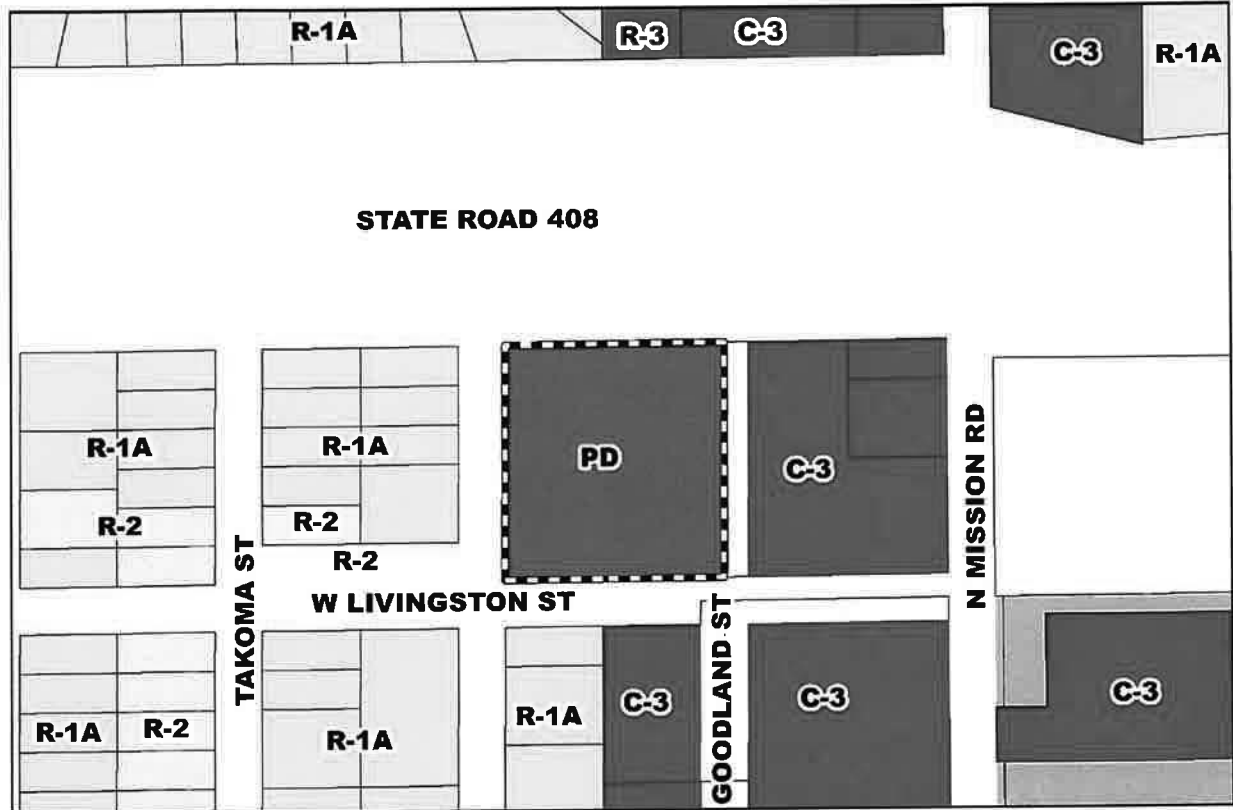 R-1A
R-3
C-3
C-3
R-1A
STATE ROAD 408
R-1A
R-1A
PD
C-3
R-2
R-2
R-2
N MISSION RD
TAKOMA ST
W LIVINGSTON ST
GOODLAND ST
R-1A
R-2
R-1A
R-1A
C-3
C-3
C-3